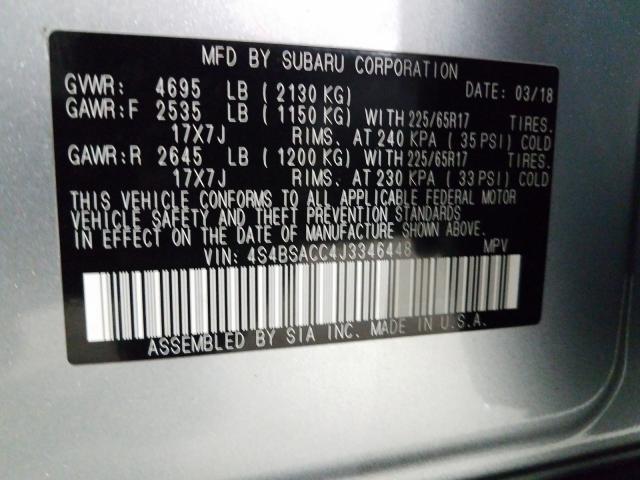 MFD BY SUBARU CORPORATION
GVWR: 4695 LB ( 2130 KG) DATE: 03/18
GAWR:F 2535 LB ( 1150 KG) WITH 225/65R17 TIRES.
17X7J RIMS. AT 240 KPA ( 35 PSI) COLD
GAWR:R 2645 LB ( 1200 KG) WITH 225/65R17 TIRES.
17X7J RIMS. AT 230 KPA ( 33 PSI) COLD
THIS VEHICLE CONFORMS TO ALL APPLICABLE FEDERAL MOTOR
VEHICLE SAFETY AND THEFT PREVENTION STANDARDS
IN EFFECT ON THE DATE OF MANUFACTURE SHOWN ABOVE.
VIN: 4S4BSACC4J3346448 MPV
ASSEMBLED BY SIA INC. MADE IN U.S.A.